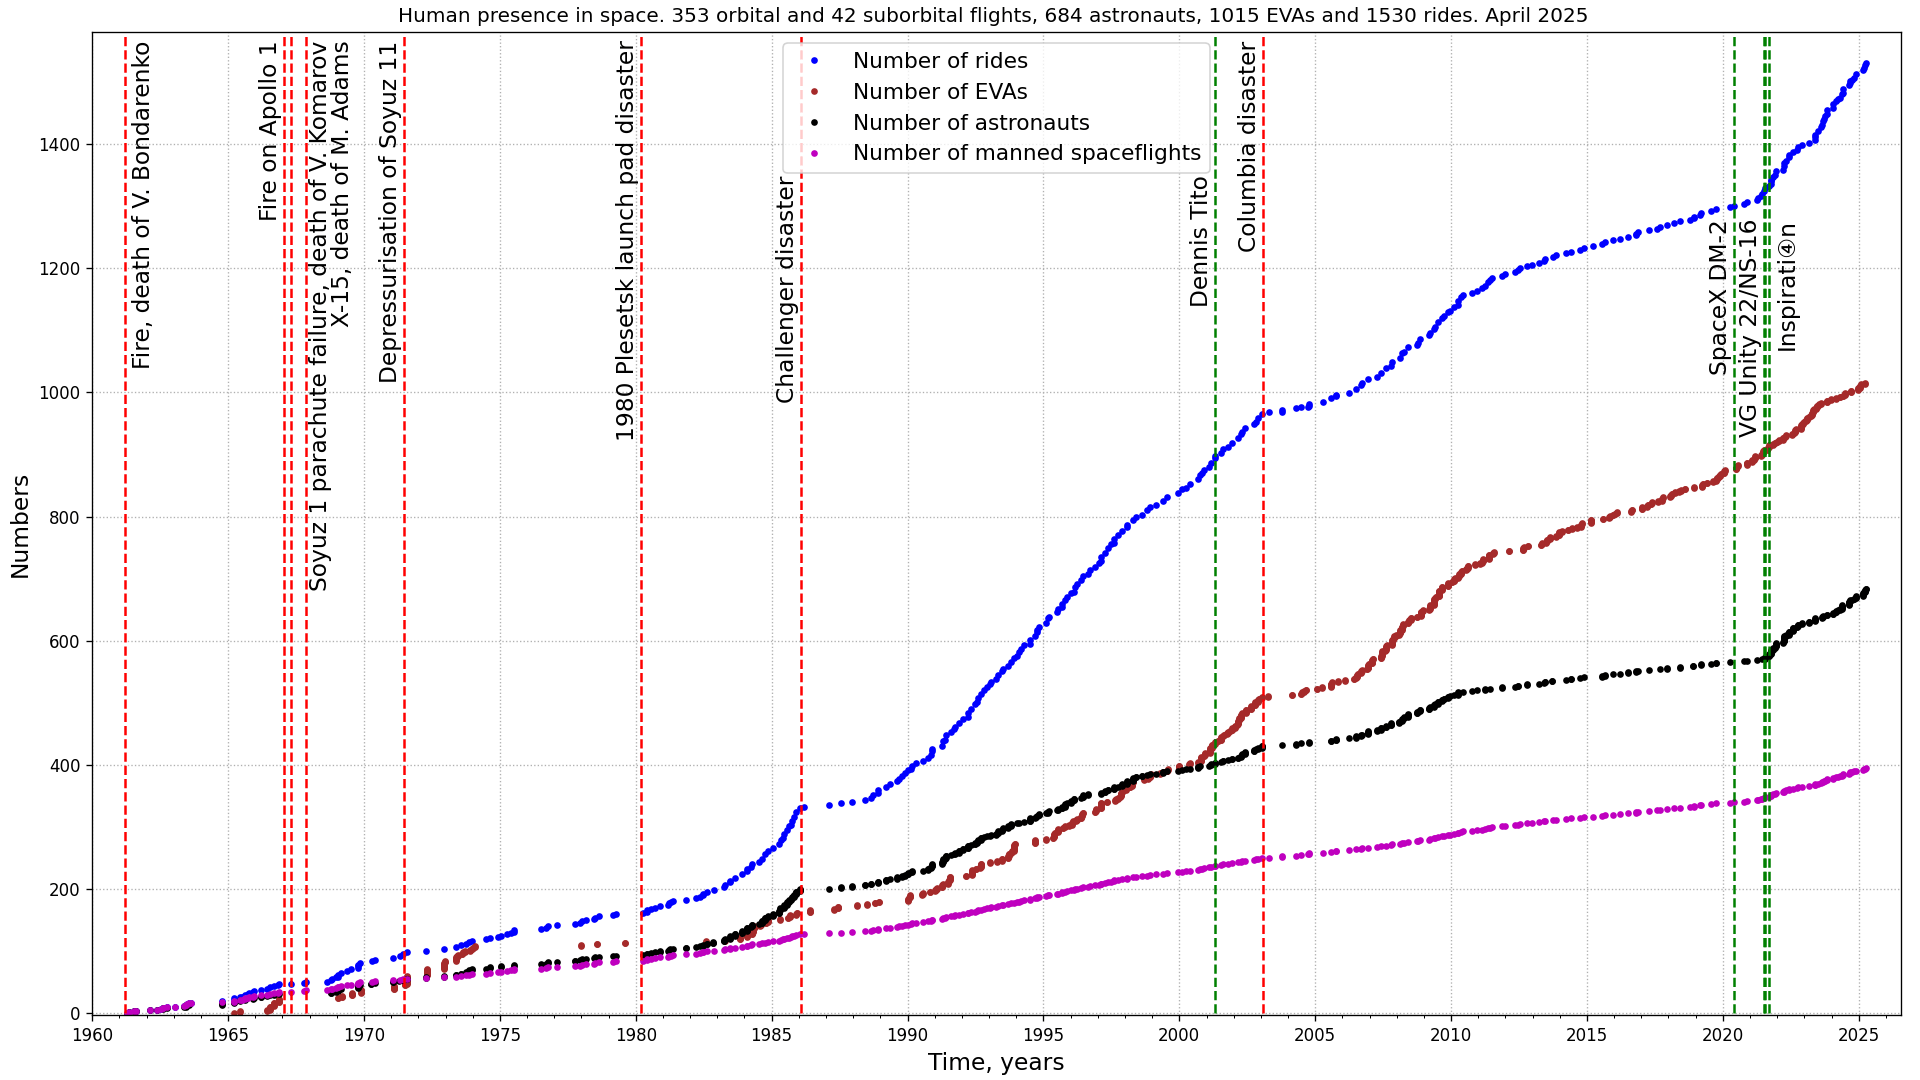 Human presence in space. 353 orbital and 42 suborbital flights, 684 astronauts, 1015 EVAs and 1530 rides. April 2025
Number of rides
Number of EVAs
Number of astronauts
Number of manned spaceflights
Fire, death of V. Bondarenko
Fire on Apollo 1
Soyuz 1 parachute failure, death of V. Komarov
X-15, death of M. Adams
Depressurisation of Soyuz 11
1980 Plesetsk launch pad disaster
Challenger disaster
Dennis Tito
Columbia disaster
SpaceX DM-2
VG Unity 22/NS-16
Inspirati④n
Numbers
1400
1200
1000
800
600
400
200
0
1960 1965 1970 1975 1980 1985 1990 1995 2000 2005 2010 2015 2020 2025
Time, years